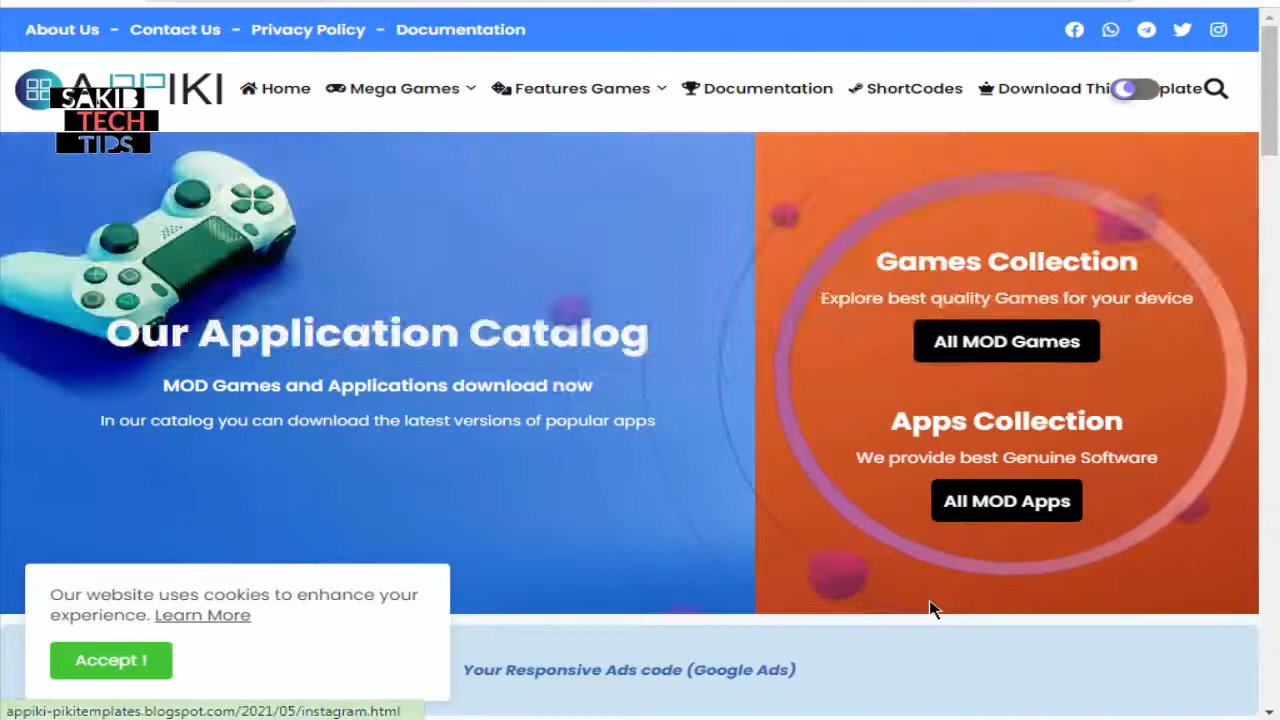 About Us - Contact Us - Privacy Policy - Documentation
APPIKI
Home Mega Games Features Games Documentation ShortCodes Download Thi plate
SAKIB
TECH
TIPS
Games Collection
Explore best quality Games for your device
All MOD Games
Our Application Catalog
MOD Games and Applications download now
In our catalog you can download the latest versions of popular apps
Apps Collection
We provide best Genuine Software
All MOD Apps
Our website uses cookies to enhance your
experience. Learn More
Accept !
Your Responsive Ads code (Google Ads)
appiki-pikitemplates.blogspot.com/2021/05/instagram.html